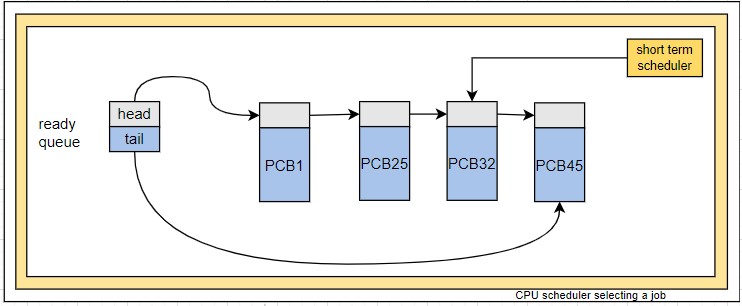 short term
scheduler
head
tail
ready
queue
PCB1
PCB25
PCB32
PCB45
CPU scheduler selecting a job